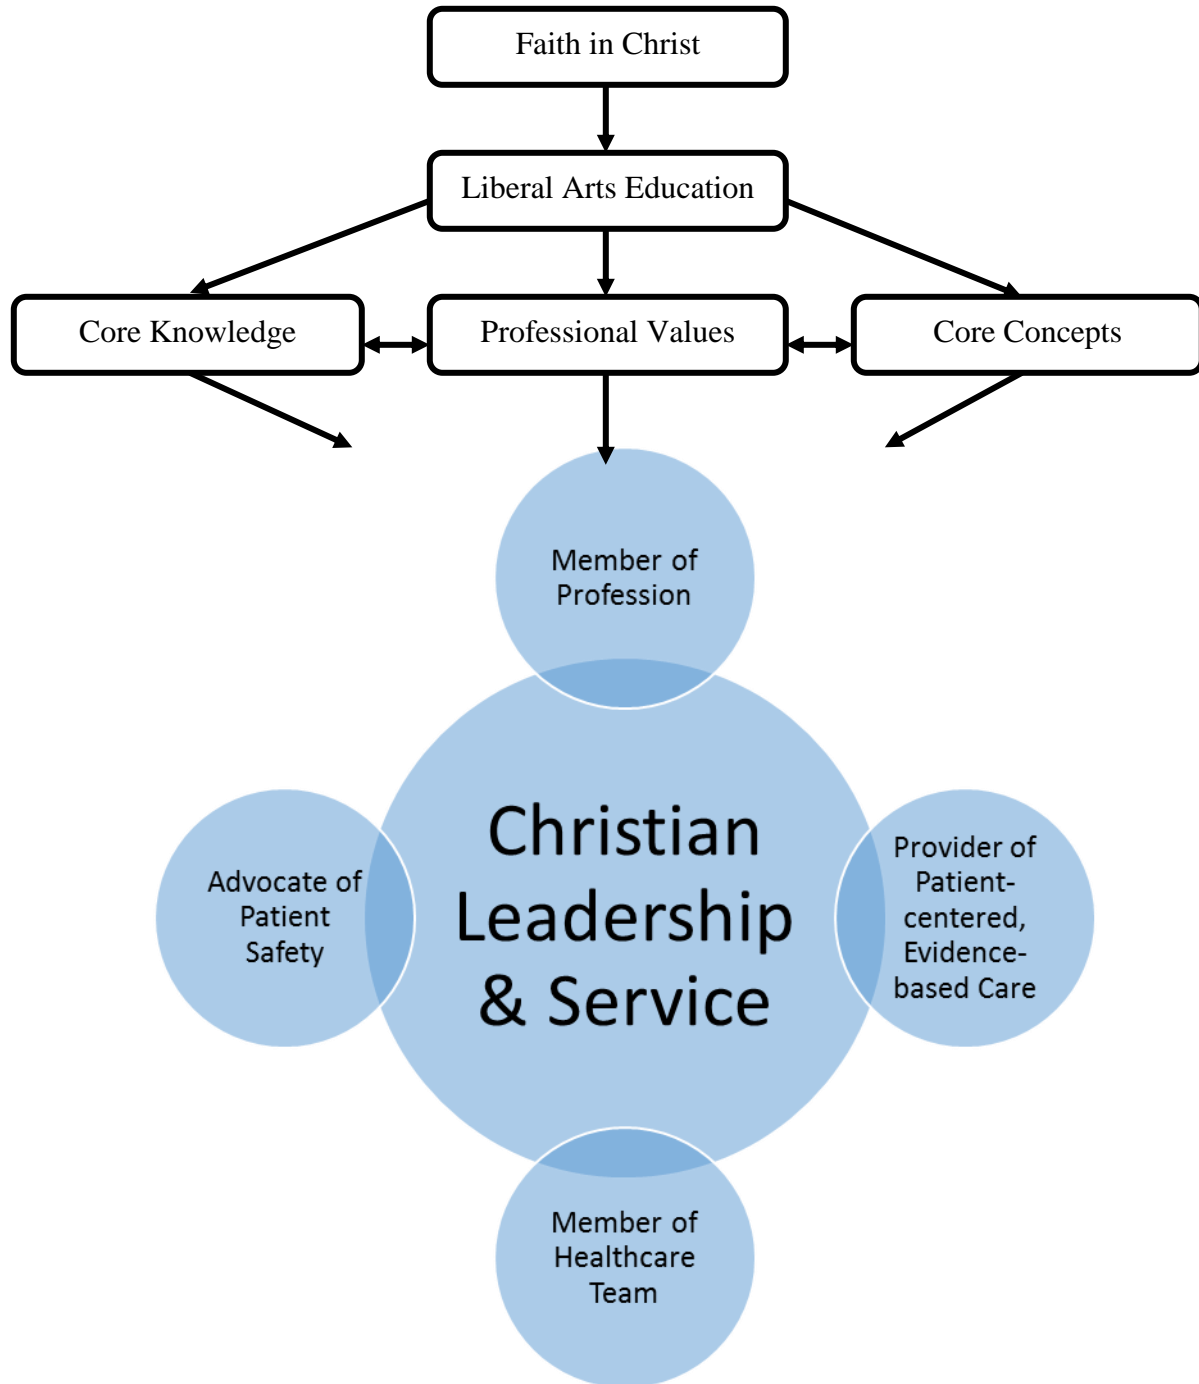 Faith in Christ
Liberal Arts Education
Core Knowledge
Professional Values
Core Concepts
Member of
Profession
Christian
Leadership
& Service
Advocate of
Patient
Safety
Provider of
Patient-
centered,
Evidence-
based Care
Member of
Healthcare
Team